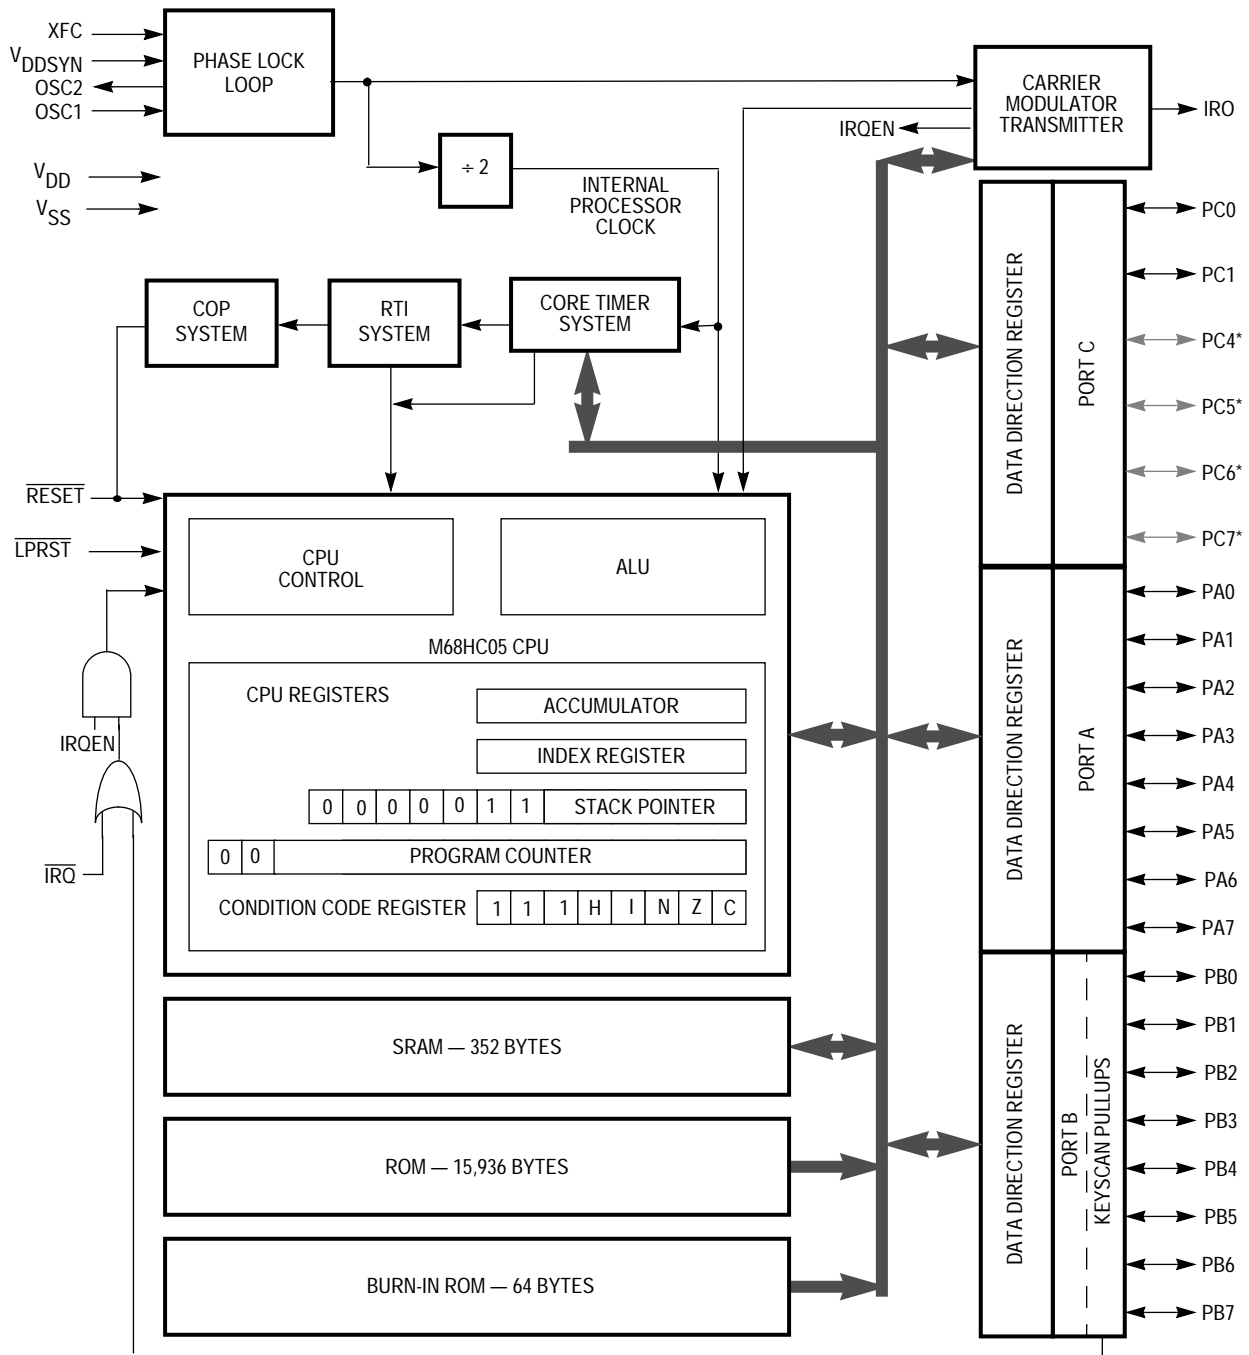 XFC
VDDSYN
OSC2
OSC1
VDD
VSS
PHASE LOCK
LOOP
÷ 2
INTERNAL
PROCESSOR
CLOCK
CARRIER
MODULATOR
TRANSMITTER
IRO
IRQEN
COP
SYSTEM
RTI
SYSTEM
CORE TIMER
SYSTEM
RESET
LPRST
IRQEN
IRQ
CPU
CONTROL
ALU
M68HC05 CPU
CPU REGISTERS
ACCUMULATOR
INDEX REGISTER
0 0 0 0 0 1 1 STACK POINTER
0 0 PROGRAM COUNTER
CONDITION CODE REGISTER 1 1 1 H I N Z C
SRAM — 352 BYTES
ROM — 15,936 BYTES
BURN-IN ROM — 64 BYTES
DATA DIRECTION REGISTER
PORT C
PC0
PC1
PC4*
PC5*
PC6*
PC7*
DATA DIRECTION REGISTER
PORT A
PA0
PA1
PA2
PA3
PA4
PA5
PA6
PA7
DATA DIRECTION REGISTER
PORT B
KEYSCAN PULLUPS
PB0
PB1
PB2
PB3
PB4
PB5
PB6
PB7